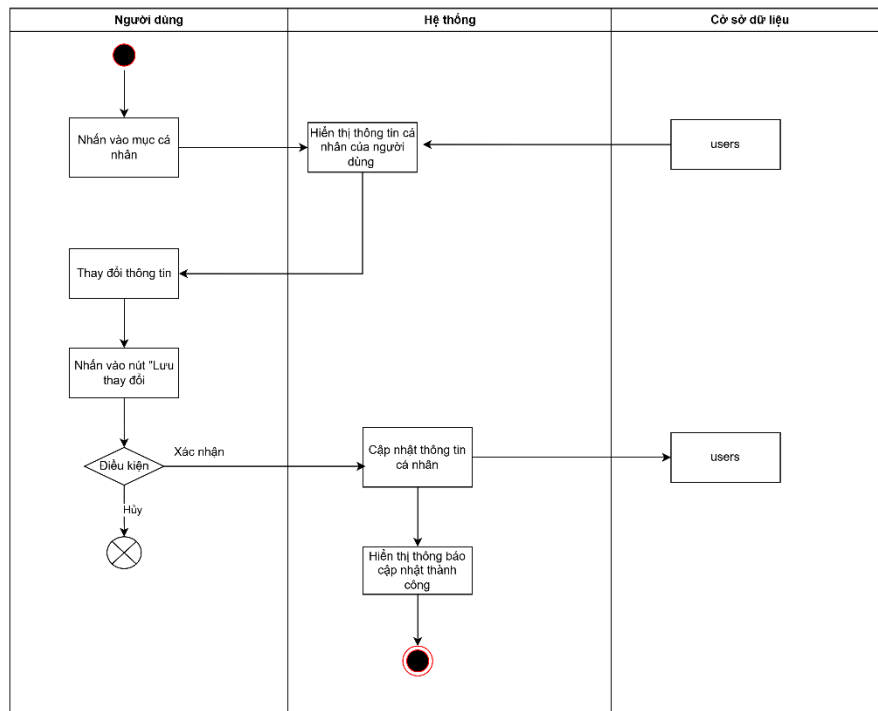 Người dùng
Hệ thống
Cở sở dữ liệu
Nhấn vào mục cá
nhân
Hiển thị thông tin cá
nhân của người
dùng
users
Thay đổi thông tin
Nhấn vào nút "Lưu
thay đổi
Điều kiện
Xác nhận
Cập nhật thông tin
cá nhân
users
Hủy
Hiển thị thông báo
cập nhật thành
công